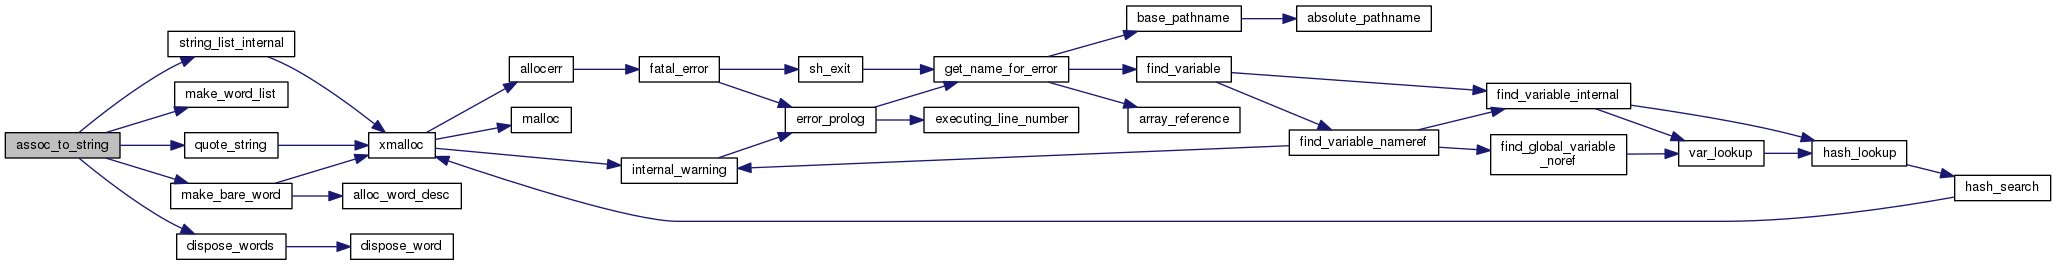 assoc_to_string
string_list_internal
make_word_list
quote_string
make_bare_word
dispose_words
xmalloc
alloc_word_desc
dispose_word
allocerr
malloc
fatal_error
internal_warning
sh_exit
error_prolog
get_name_for_error
executing_line_number
base_pathname
find_variable
array_reference
absolute_pathname
find_variable_nameref
find_variable_internal
find_global_variable
_noref
var_lookup
hash_lookup
hash_search